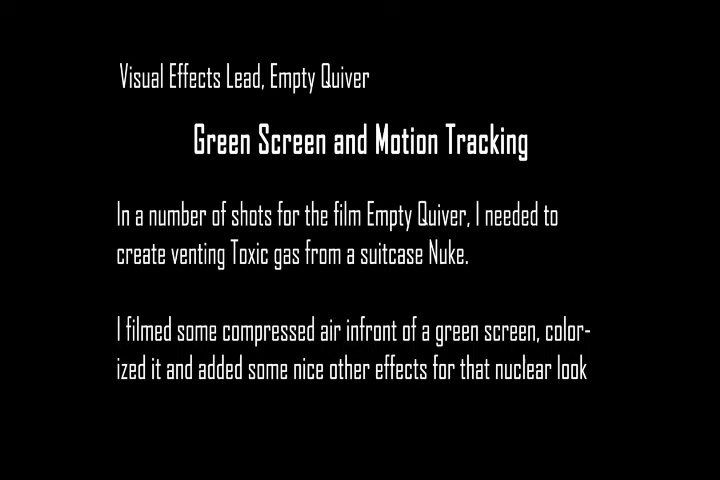 Visual Effects Lead, Empty Quiver
Green Screen and Motion Tracking
In a number of shots for the film Empty Quiver, I needed to
create venting Toxic gas from a suitcase Nuke.
I filmed some compressed air infront of a green screen, color-
ized it and added some nice other effects for that nuclear look